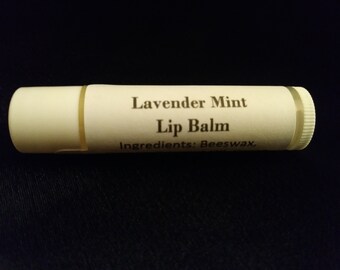 Lavender Mint
Lip Balm
Ingredients: Beeswax,